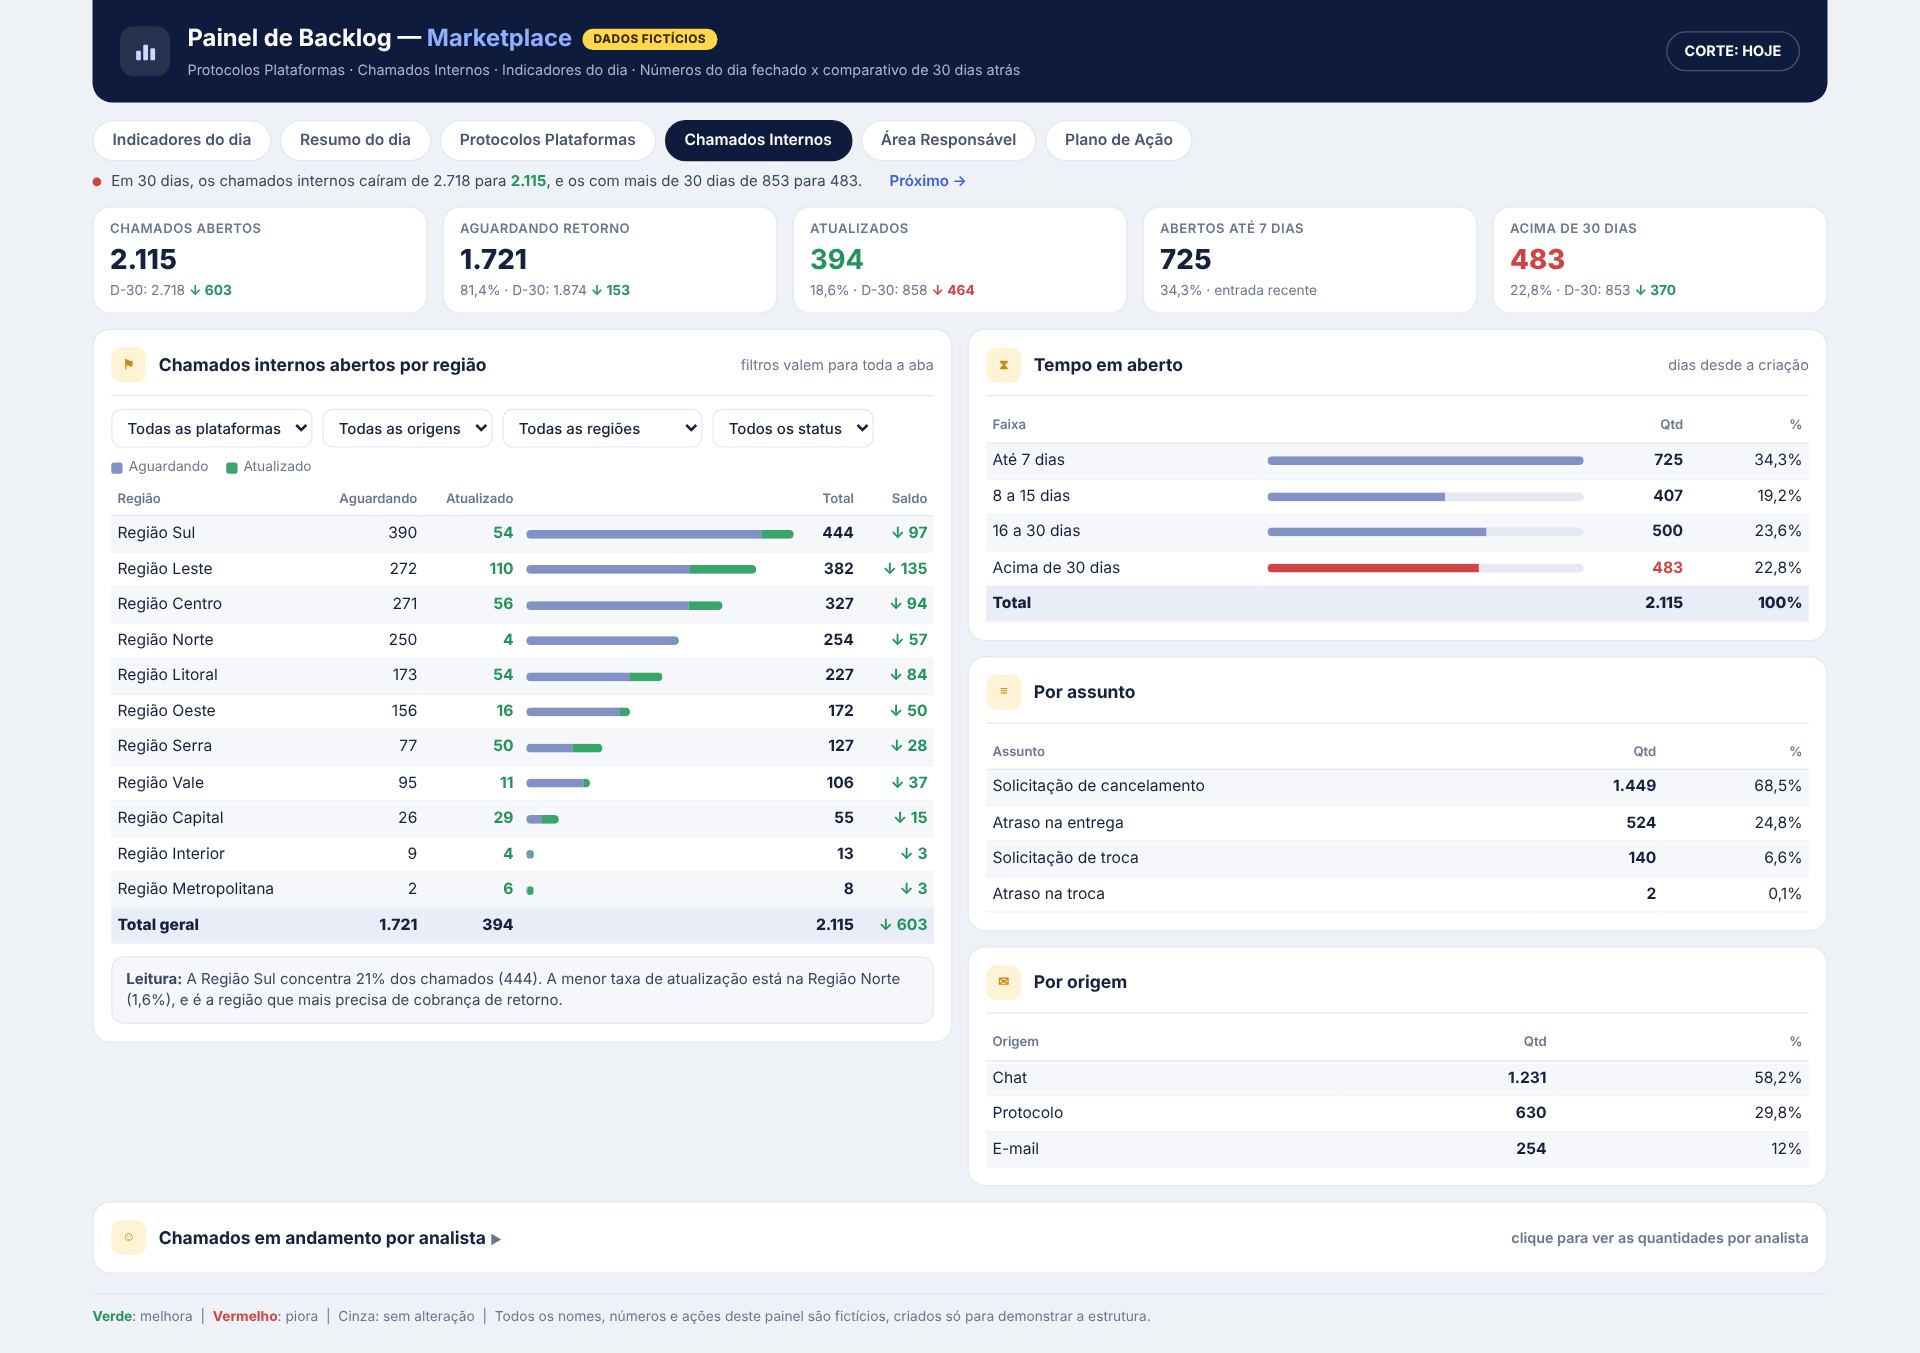 Painel de Backlog — Marketplace DADOS FICTÍCIOS
Protocolos Plataformas · Chamados Internos · Indicadores do dia · Números do dia fechado x comparativo de 30 dias atrás
CORTE: HOJE
Indicadores do dia
Resumo do dia
Protocolos Plataformas
Chamados Internos
Área Responsável
Plano de Ação
Em 30 dias, os chamados internos caíram de 2.718 para 2.115, e os com mais de 30 dias de 853 para 483. Próximo →
CHAMADOS ABERTOS
2.115
D-30: 2.718 ↓ 603
AGUARDANDO RETORNO
1.721
81,4% · D-30: 1.874 ↓ 153
ATUALIZADOS
394
18,6% · D-30: 858 ↓ 464
ABERTOS ATÉ 7 DIAS
725
34,3% · entrada recente
ACIMA DE 30 DIAS
483
22,8% · D-30: 853 ↓ 370
Chamados internos abertos por região
filtros valem para toda a aba
Todas as plataformas
Todas as origens
Todas as regiões
Todos os status
Aguardando Atualizado
Região Aguardando Atualizado Total Saldo
Região Sul 390 54 444 ↓ 97
Região Leste 272 110 382 ↓ 135
Região Centro 271 56 327 ↓ 94
Região Norte 250 4 254 ↓ 57
Região Litoral 173 54 227 ↓ 84
Região Oeste 156 16 172 ↓ 50
Região Serra 77 50 127 ↓ 28
Região Vale 95 11 106 ↓ 37
Região Capital 26 29 55 ↓ 15
Região Interior 9 4 13 ↓ 3
Região Metropolitana 2 6 8 ↓ 3
Total geral 1.721 394 2.115 ↓ 603
Leitura: A Região Sul concentra 21% dos chamados (444). A menor taxa de atualização está na Região Norte
(1,6%), e é a região que mais precisa de cobrança de retorno.
Tempo em aberto
dias desde a criação
Faixa Qtd %
Até 7 dias 725 34,3%
8 a 15 dias 407 19,2%
16 a 30 dias 500 23,6%
Acima de 30 dias 483 22,8%
Total 2.115 100%
Por assunto
Assunto Qtd %
Solicitação de cancelamento 1.449 68,5%
Atraso na entrega 524 24,8%
Solicitação de troca 140 6,6%
Atraso na troca 2 0,1%
Por origem
Origem Qtd %
Chat 1.231 58,2%
Protocolo 630 29,8%
E-mail 254 12%
Chamados em andamento por analista ▶
clique para ver as quantidades por analista
Verde: melhora | Vermelho: piora | Cinza: sem alteração | Todos os nomes, números e ações deste painel são fictícios, criados só para demonstrar a estrutura.